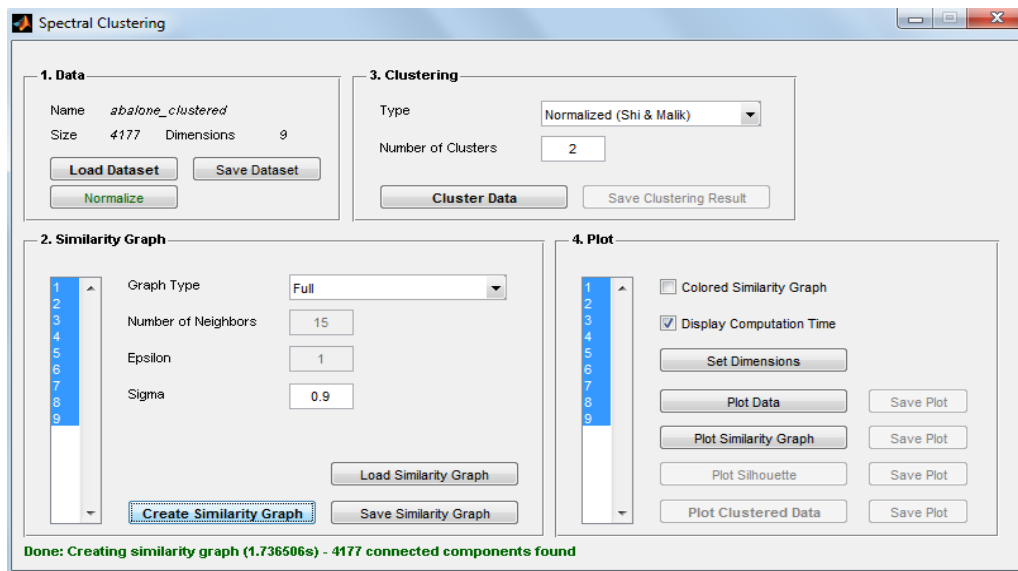 Spectral Clustering
1. Data
Name abalone_clustered
Size 4177 Dimensions 9
Load Dataset Save Dataset
Normalize
3. Clustering
Type Normalized (Shi & Malik)
Number of Clusters 2
Cluster Data Save Clustering Result
2. Similarity Graph
1
2
3
4
5
6
7
8
9
Graph Type Full
Number of Neighbors 15
Epsilon 1
Sigma 0.9
Load Similarity Graph
Create Similarity Graph Save Similarity Graph
4. Plot
1
2
3
4
5
6
7
8
9
Colored Similarity Graph
Display Computation Time
Set Dimensions
Plot Data Save Plot
Plot Similarity Graph Save Plot
Plot Silhouette Save Plot
Plot Clustered Data Save Plot
Done: Creating similarity graph (1.736506s) - 4177 connected components found